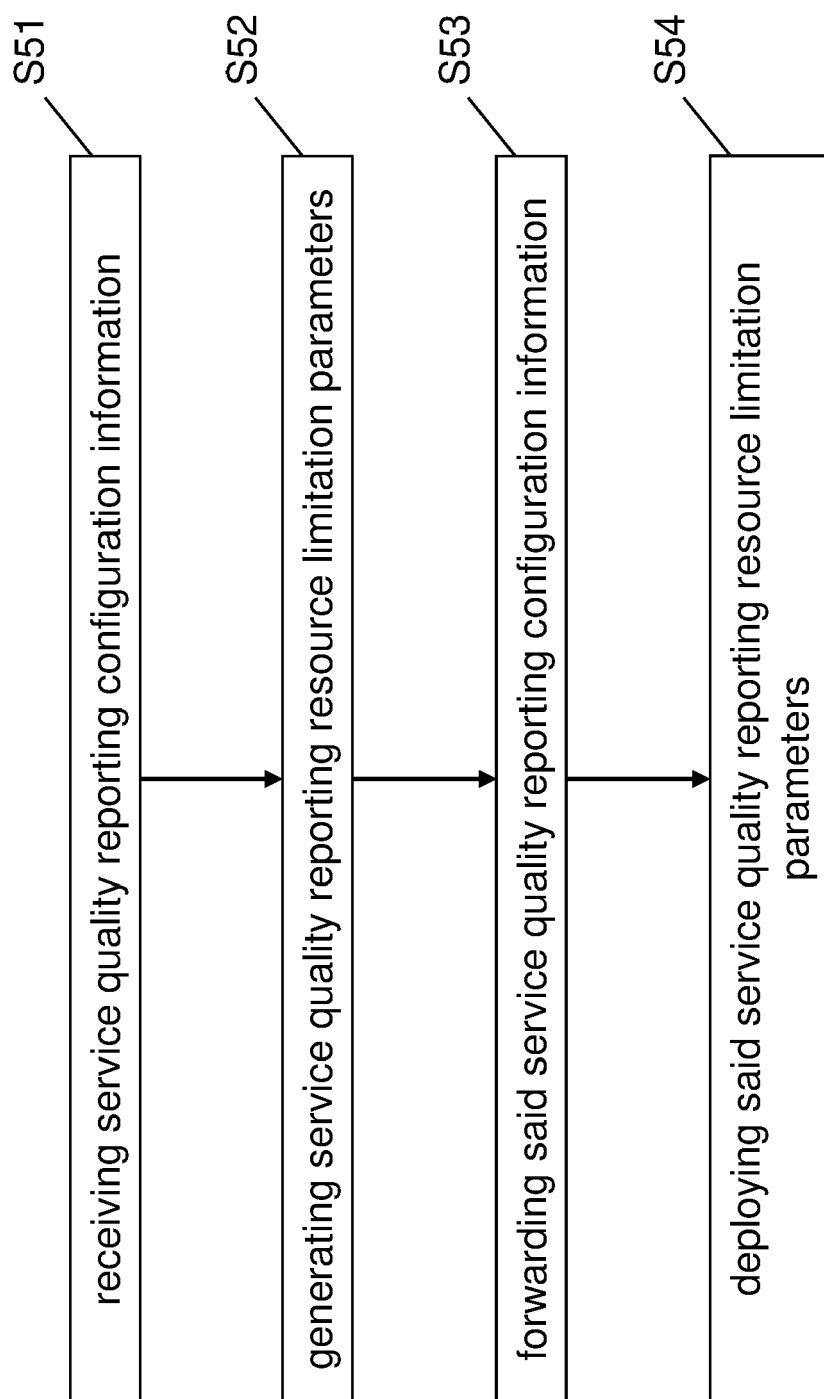 S51
receiving service quality reporting configuration information
S52
generating service quality reporting resource limitation parameters
S53
forwarding said service quality reporting configuration information
S54
deploying said service quality reporting resource limitation
parameters